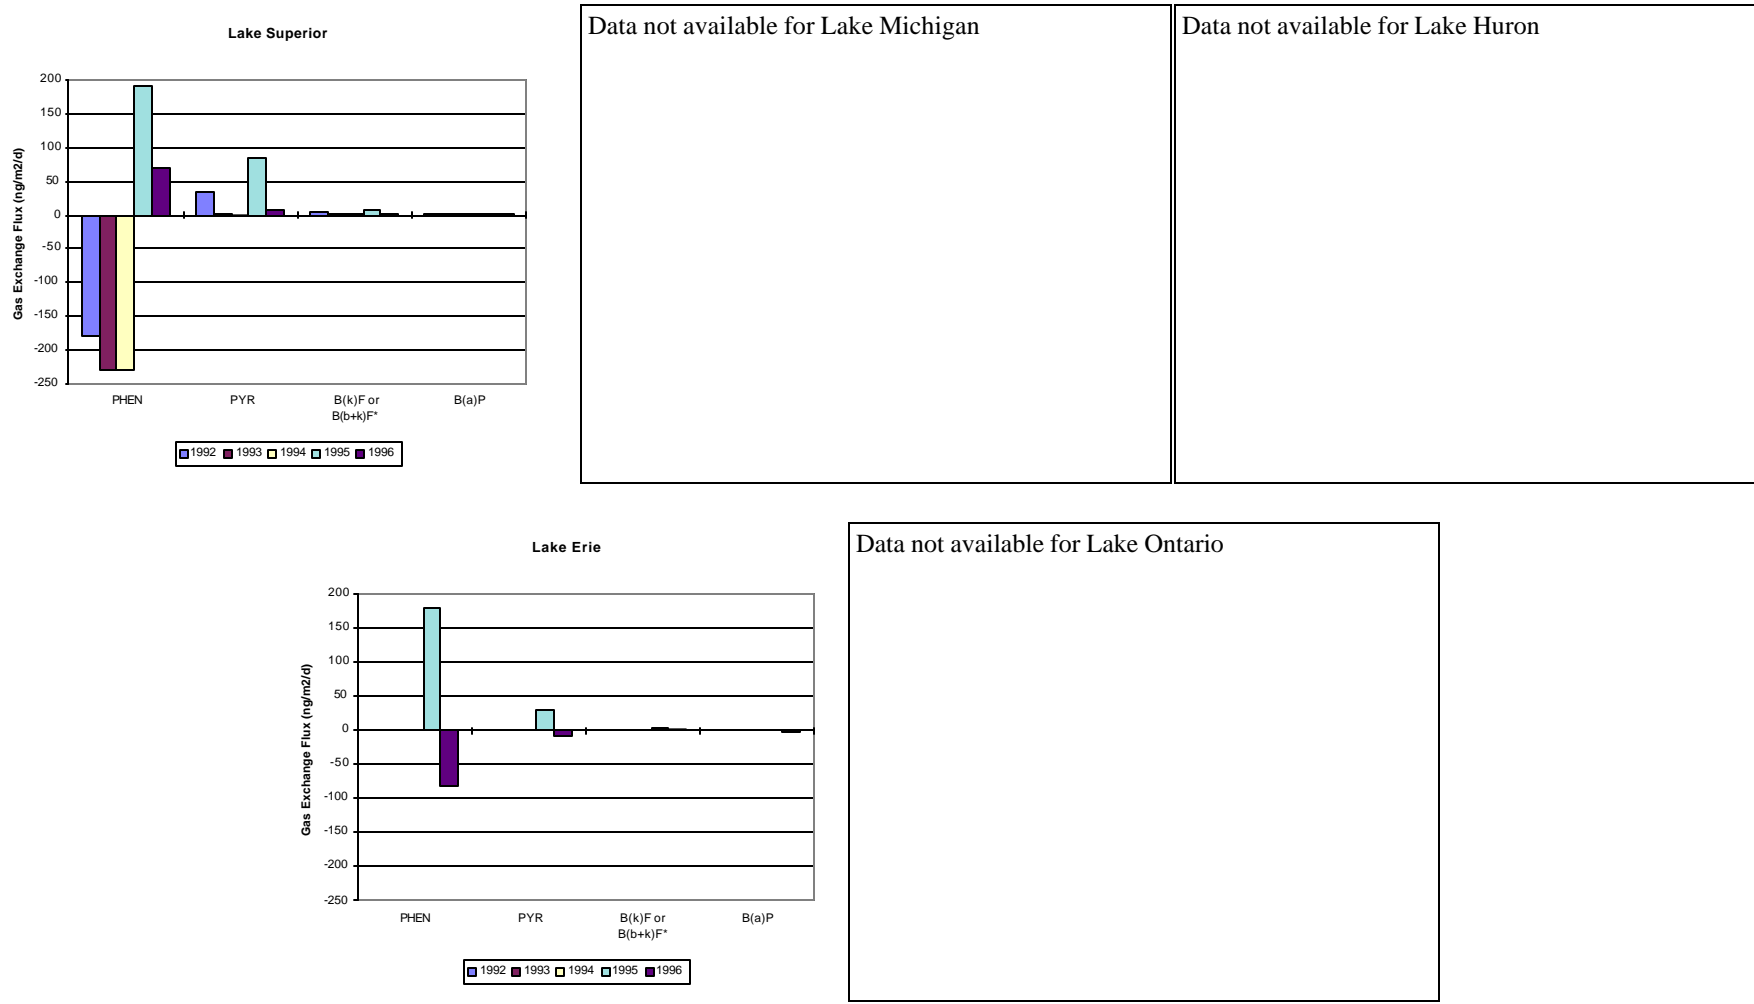 Lake Superior
Data not available for Lake Michigan
Data not available for Lake Huron
Gas Exchange Flux (ng/m2/d)
200
150
100
50
0
-50
-100
-150
-200
-250
PHEN PYR B(k)F or B(a)P
B(b+k)F*
1992 1993 1994 1995 1996
Lake Erie
Data not available for Lake Ontario
Gas Exchange Flux (ng/m2/d)
200
150
100
50
0
-50
-100
-150
-200
-250
PHEN PYR B(k)F or B(a)P
B(b+k)F*
1992 1993 1994 1995 1996